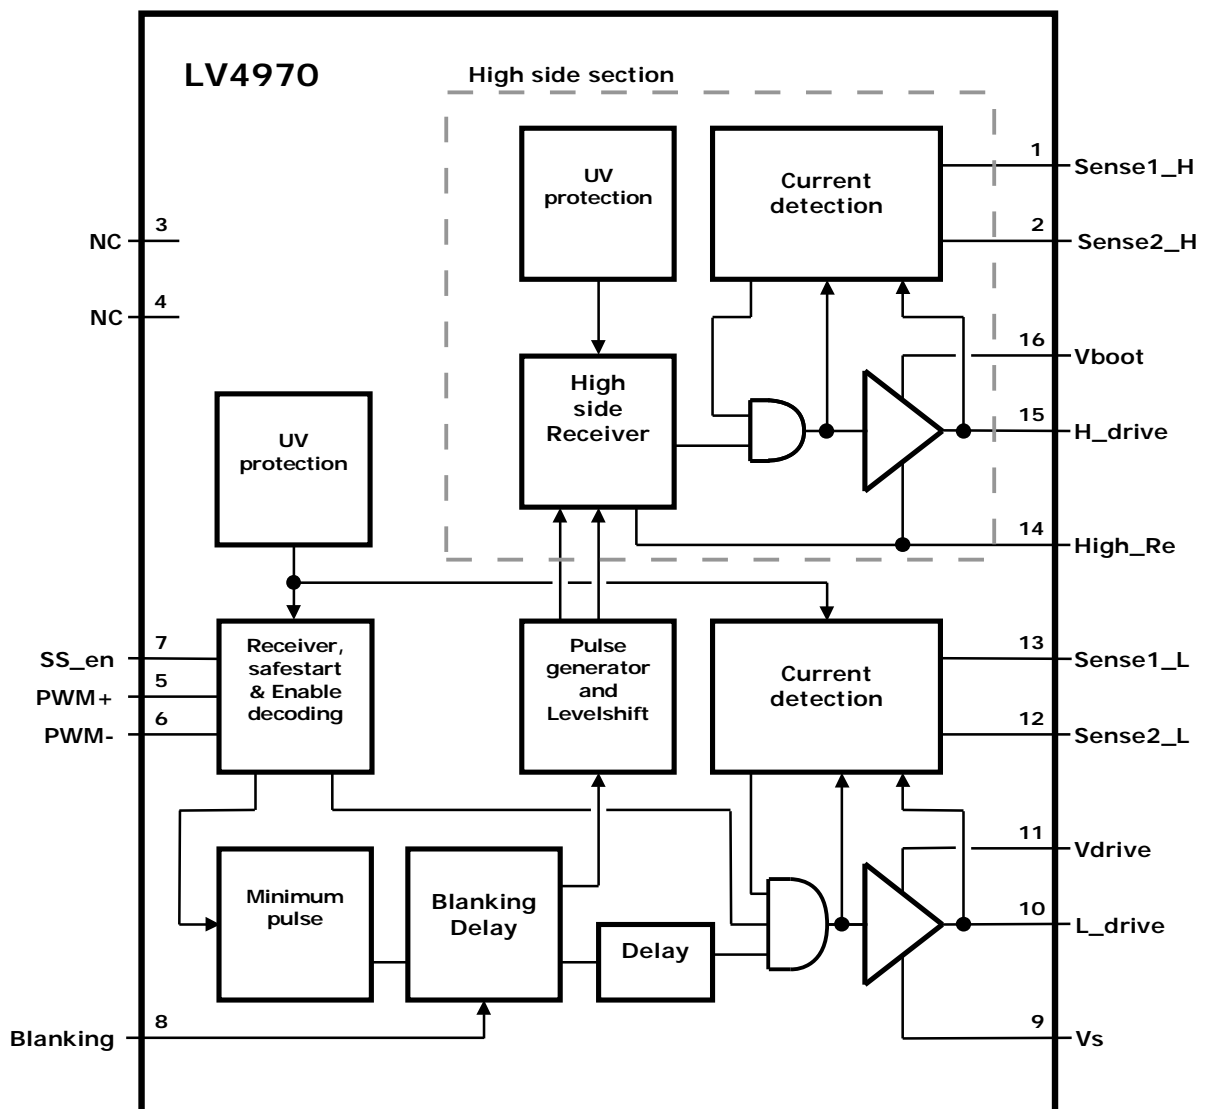 LV4970
High side section
UV
protection
Current
detection
1
Sense1_H
2
Sense2_H
3
NC
4
NC
High
side
Receiver
16
Vboot
15
H_drive
14
High_Re
UV
protection
7
SS_en
5
PWM+
6
PWM-
Receiver,
safestart
& Enable
decoding
Pulse
generator
and
Levelshift
Current
detection
13
Sense1_L
12
Sense2_L
11
Vdrive
10
L_drive
9
Vs
Minimum
pulse
Blanking
Delay
Delay
8
Blanking